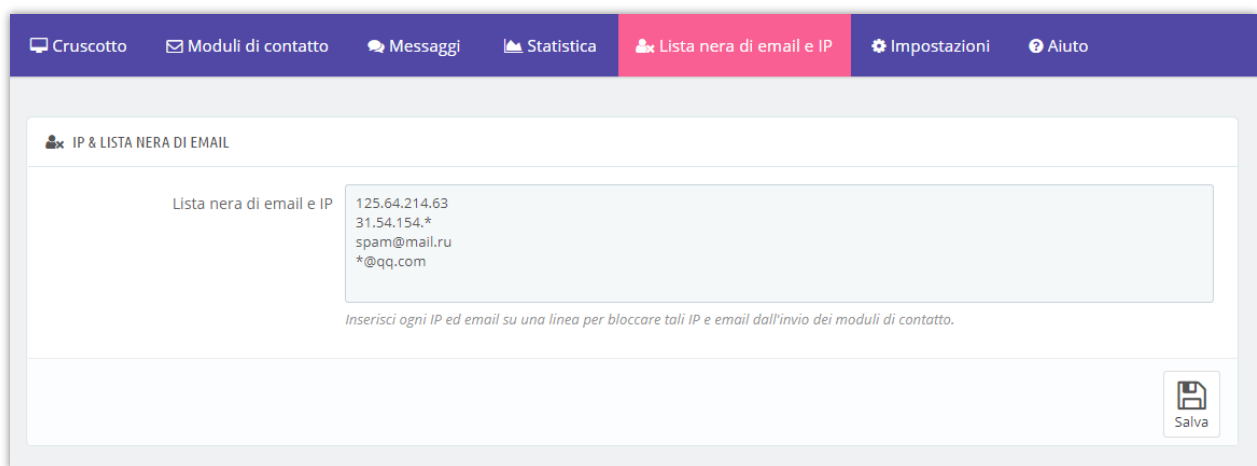 Cruscotto Moduli di contatto Messaggi Statistica Lista nera di email e IP Impostazioni Aiuto
IP & LISTA NERA DI EMAIL
Lista nera di email e IP
125.64.214.63
31.54.154.*
spam@mail.ru
*@qq.com
Inserisci ogni IP ed email su una linea per bloccare tali IP e email dall'invio dei moduli di contatto.
Salva